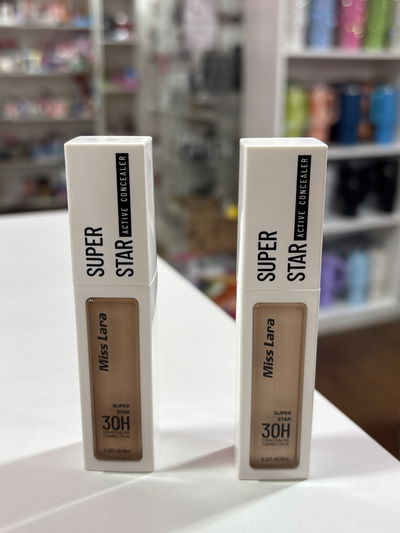 SUPER
STAR
ACTIVE CONCEALER
Miss Lara
SUPER
STAR
30H
CONCEALER
CORRECTEUR
SUPER
STAR
ACTIVE CONCEALER
Miss Lara
SUPER
STAR
30H
CONCEALER
CORRECTEUR